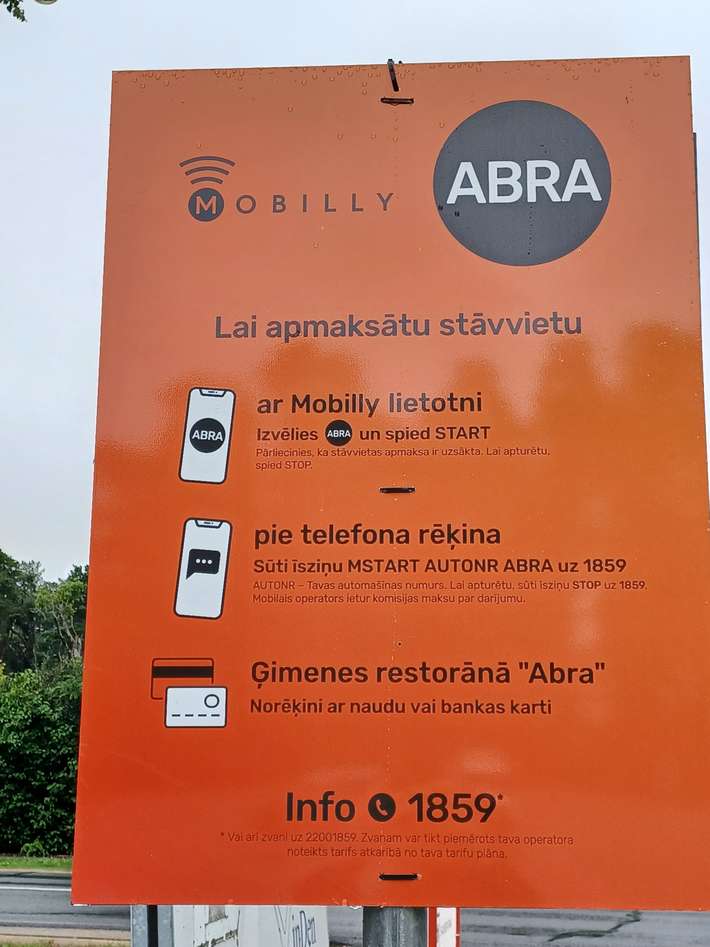 MOBILLY
ABRA
Lai apmaksātu stāvvietu
ar Mobilly lietotni
ABRA
Izvēlies ABRA un spied START
Pārliecinies, ka stāvvietas apmaksa ir uzsākta. Lai apturētu,
spied STOP.
pie telefona rēķina
Sūti īsziņu MSTART AUTONR ABRA uz 1859
AUTONR – Tavas automašīnas numurs. Lai apturētu, sūti īsziņu STOP uz 1859.
Mobilais operators ietur komisijas maksu par darījumu.
Ģimenes restorānā "Abra"
Norēķini ar naudu vai bankas karti
Info 1859*
* Vai arī zvani uz 22001859. Zvanam var tikt piemērots tava operatora
noteikts tarifs atkarībā no tava tarifu plāna.